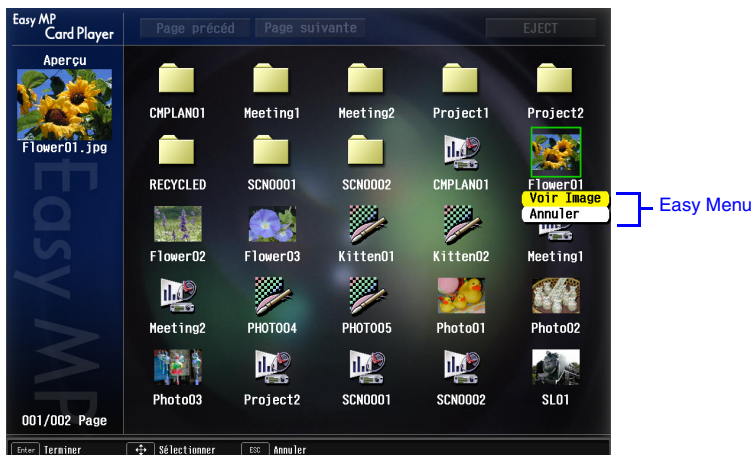 Easy MP
Card Player
Page précéd
Page suivante
EJECT
Aperçu
Flower01.jpg
Easy MP
001/002 Page
CMPLAN01
Meeting1
Meeting2
Project1
Project2
RECYCLED
SCN0001
SCN0002
CMPLAN01
Flower01
Voir Image
Annuler
Easy Menu
Flower02
Flower03
Kitten01
Kitten02
Meeting1
Meeting2
PHOTO04
PHOTO05
Photo01
Photo02
Photo03
Project2
SCN0001
SCN0002
SL01
Enter Terminer
Sélectionner
ESC Annuler